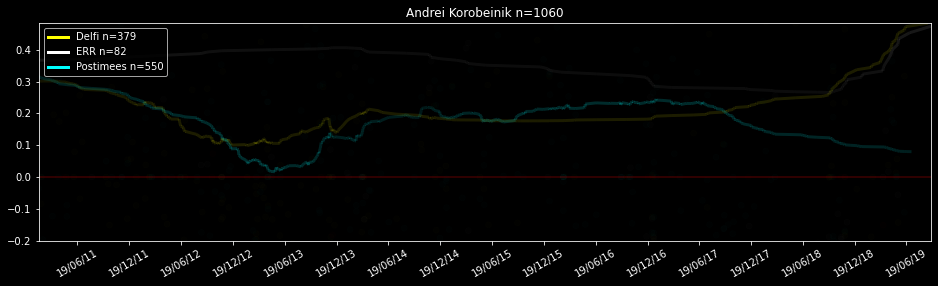 Andrei Korobeinik n=1060
Delfi n=379
ERR n=82
Postimees n=550
0.4
0.3
0.2
0.1
0.0
−0.1
−0.2
19/06/11 19/12/11 19/06/12 19/12/12 19/06/13 19/12/13 19/06/14 19/12/14 19/06/15 19/12/15 19/06/16 19/12/16 19/06/17 19/12/17 19/06/18 19/12/18 19/06/19